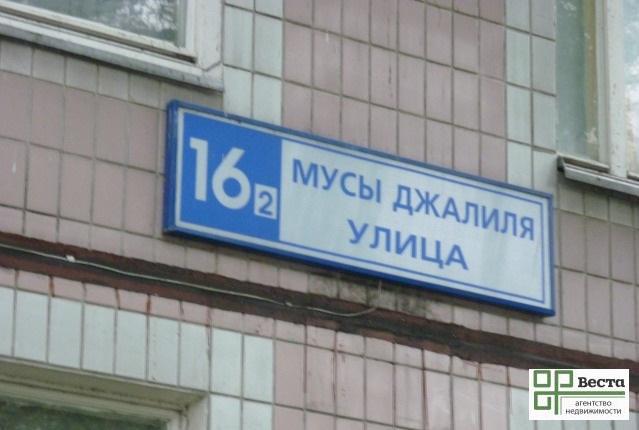 16 2
МУСЫ ДЖАЛИЛЯ
УЛИЦА
Веста
агентство
недвижимости